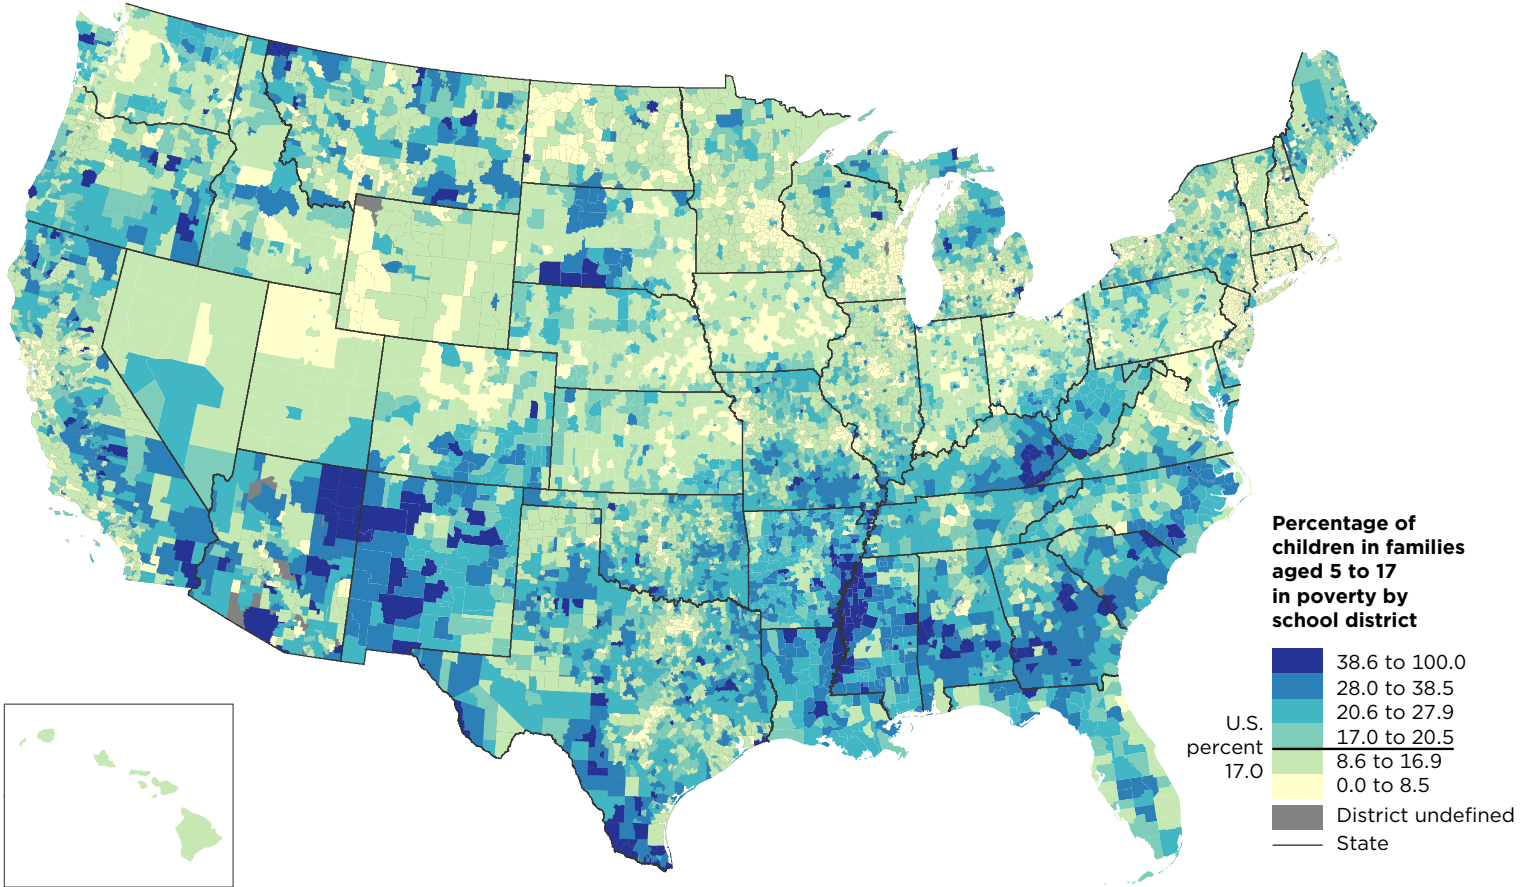 Percentage of
children in families
aged 5 to 17
in poverty by
school district
38.6 to 100.0
28.0 to 38.5
20.6 to 27.9
17.0 to 20.5
U.S.
percent
17.0
8.6 to 16.9
0.0 to 8.5
District undefined
State